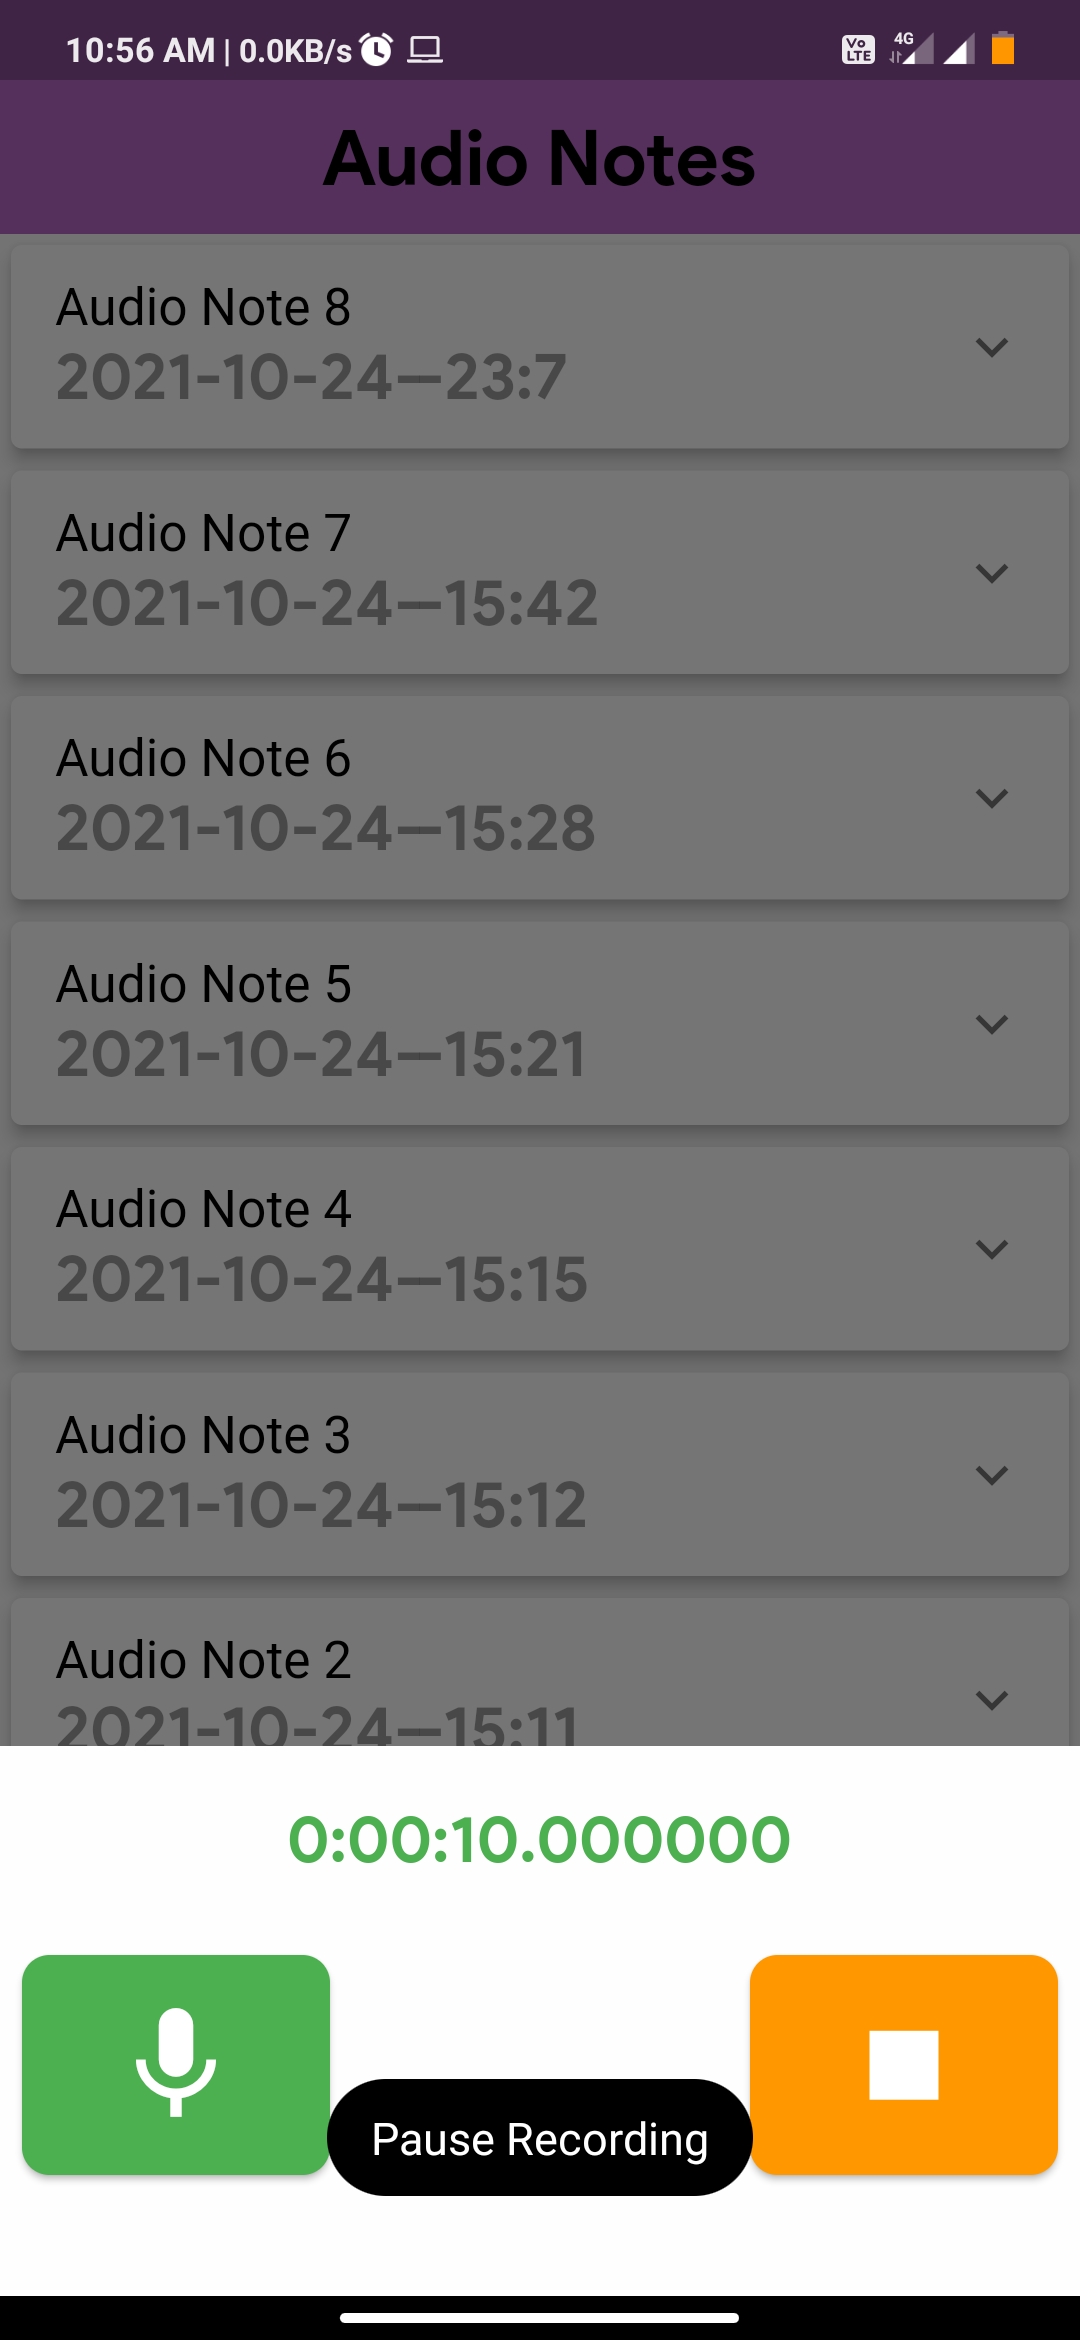 10:56 AM | 0.0KB/s
Vo LTE 4G
Audio Notes
Audio Note 8
2021-10-24—23:7
Audio Note 7
2021-10-24—15:42
Audio Note 6
2021-10-24—15:28
Audio Note 5
2021-10-24—15:21
Audio Note 4
2021-10-24—15:15
Audio Note 3
2021-10-24—15:12
Audio Note 2
2021-10-24—15:11
0:00:10.000000
Pause Recording